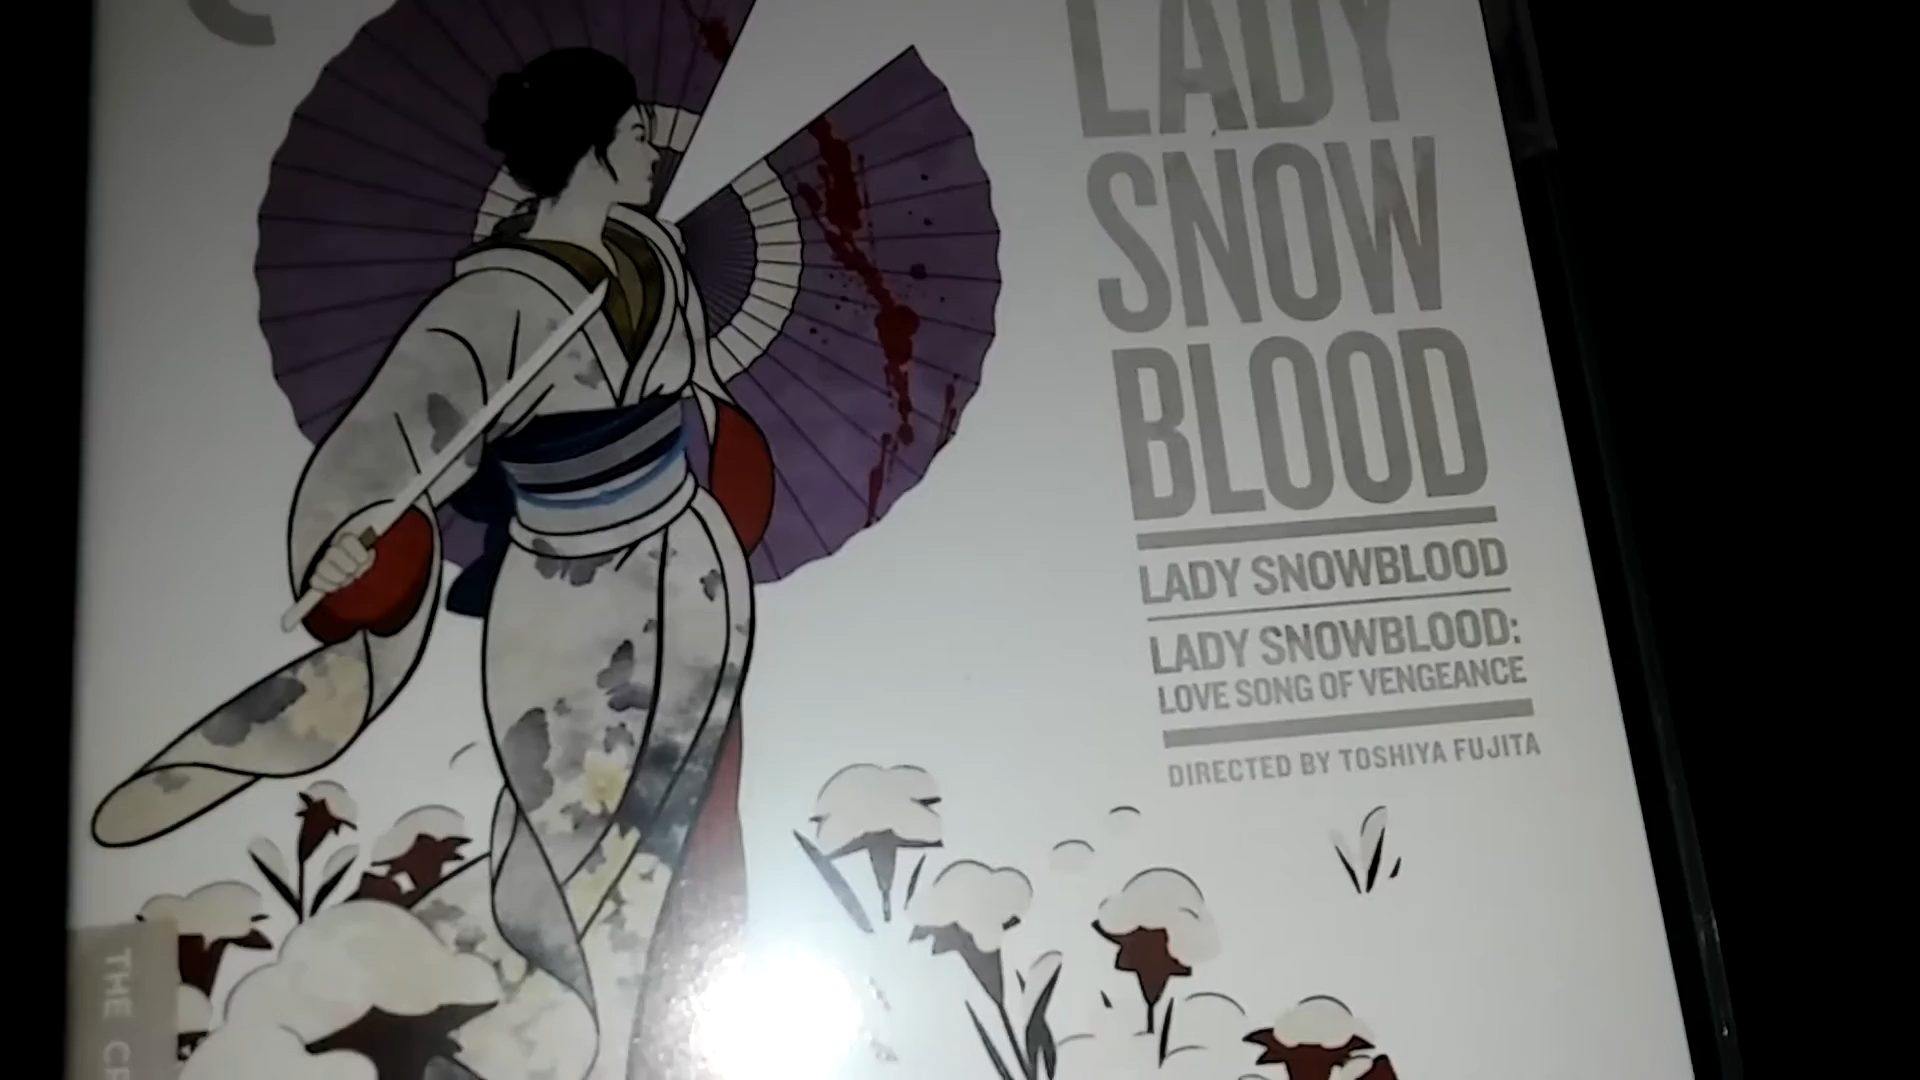 LADY
SNOW
BLOOD
LADY SNOWBLOOD
LADY SNOWBLOOD:
LOVE SONG OF VENGEANCE
DIRECTED BY TOSHIYA FUJITA
THE